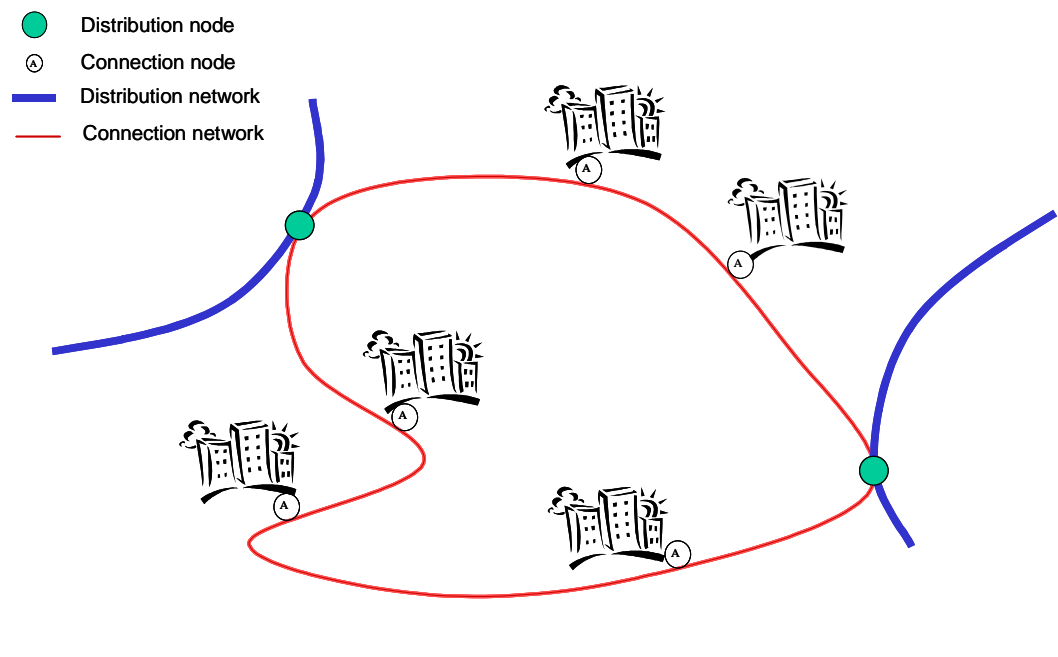 Distribution node
A Connection node
Distribution network
Connection network
A
A
A
A
A